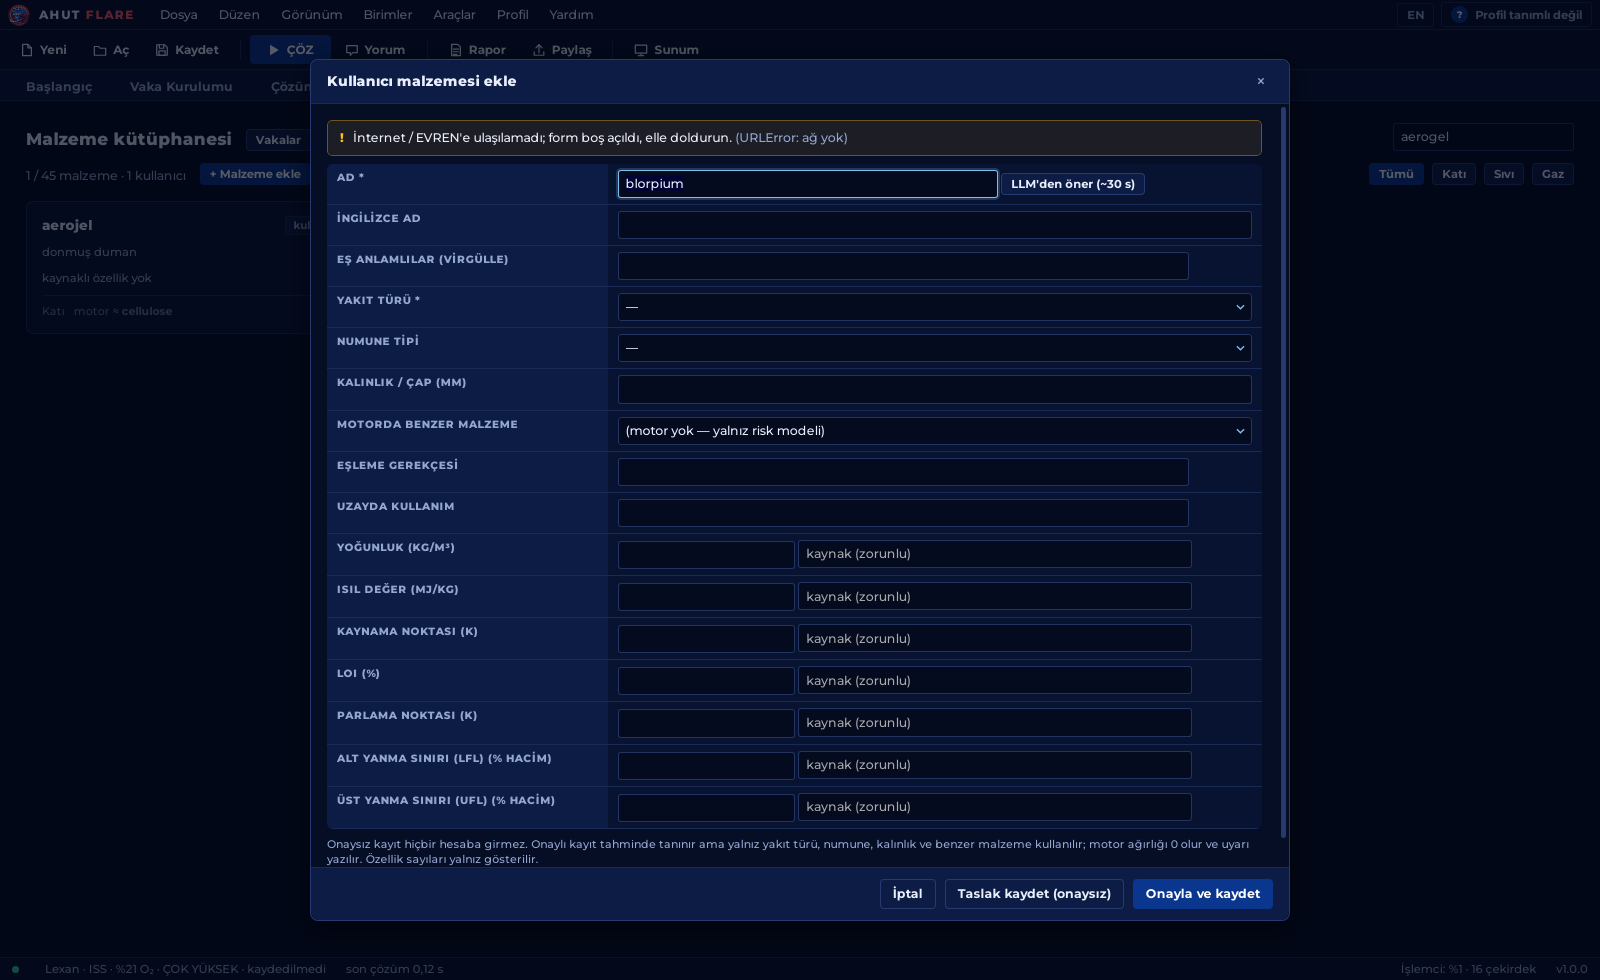 AHUT FLARE
Dosya Düzen Görünüm Birimler Araçlar Profil Yardım
EN ? Profil tanımlı değil
Yeni Aç Kaydet ÇÖZ Yorum Rapor Paylaş Sunum
Başlangıç Vaka Kurulumu
Malzeme kütüphanesi Vakalar
aerogel
1 / 45 malzeme · 1 kullanıcı + Malzeme ekle
Tümü Katı Sıvı Gaz
aerojel
donmuş duman
kaynaklı özellik yok
Katı motor ≈ cellulose
Kullanıcı malzemesi ekle ×
! İnternet / EVREN'e ulaşılamadı; form boş açıldı, elle doldurun. (URLError: ağ yok)
AD * blorpium LLM'den öner (~30 s)
İNGİLİZCE AD
EŞ ANLAMLILAR (VİRGÜLLE)
YAKIT TÜRÜ * —
NUMUNE TİPİ —
KALINLIK / ÇAP (MM)
MOTORDA BENZER MALZEME (motor yok — yalnız risk modeli)
EŞLEME GEREKÇESİ
UZAYDA KULLANIM
YOĞUNLUK (KG/M³) kaynak (zorunlu)
ISIL DEĞER (MJ/KG) kaynak (zorunlu)
KAYNAMA NOKTASI (K) kaynak (zorunlu)
LOI (%) kaynak (zorunlu)
PARLAMA NOKTASI (K) kaynak (zorunlu)
ALT YANMA SINIRI (LFL) (% HACİM) kaynak (zorunlu)
ÜST YANMA SINIRI (UFL) (% HACİM) kaynak (zorunlu)
Onaysız kayıt hiçbir hesaba girmez. Onaylı kayıt tahminde tanınır ama yalnız yakıt türü, numune, kalınlık ve benzer malzeme kullanılır; motor ağırlığı 0 olur ve uyarı
yazılır. Özellik sayıları yalnız gösterilir.
İptal Taslak kaydet (onaysız) Onayla ve kaydet
Lexan · ISS · %21 O₂ · ÇOK YÜKSEK · kaydedilmedi son çözüm 0,12 s İşlemci: %1 · 16 çekirdek v1.0.0